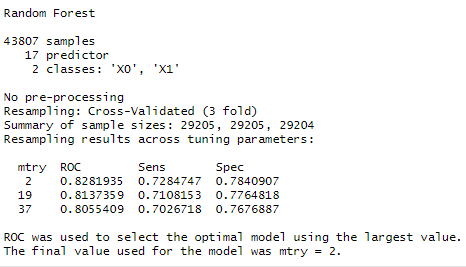 Random Forest
43807 samples
17 predictor
2 classes: 'X0', 'X1'
No pre-processing
Resampling: Cross-Validated (3 fold)
Summary of sample sizes: 29205, 29205, 29204
Resampling results across tuning parameters:
mtry ROC Sens Spec
2 0.8281935 0.7284747 0.7840907
19 0.8137359 0.7108153 0.7764818
37 0.8055409 0.7026718 0.7676887
ROC was used to select the optimal model using the largest value.
The final value used for the model was mtry = 2.